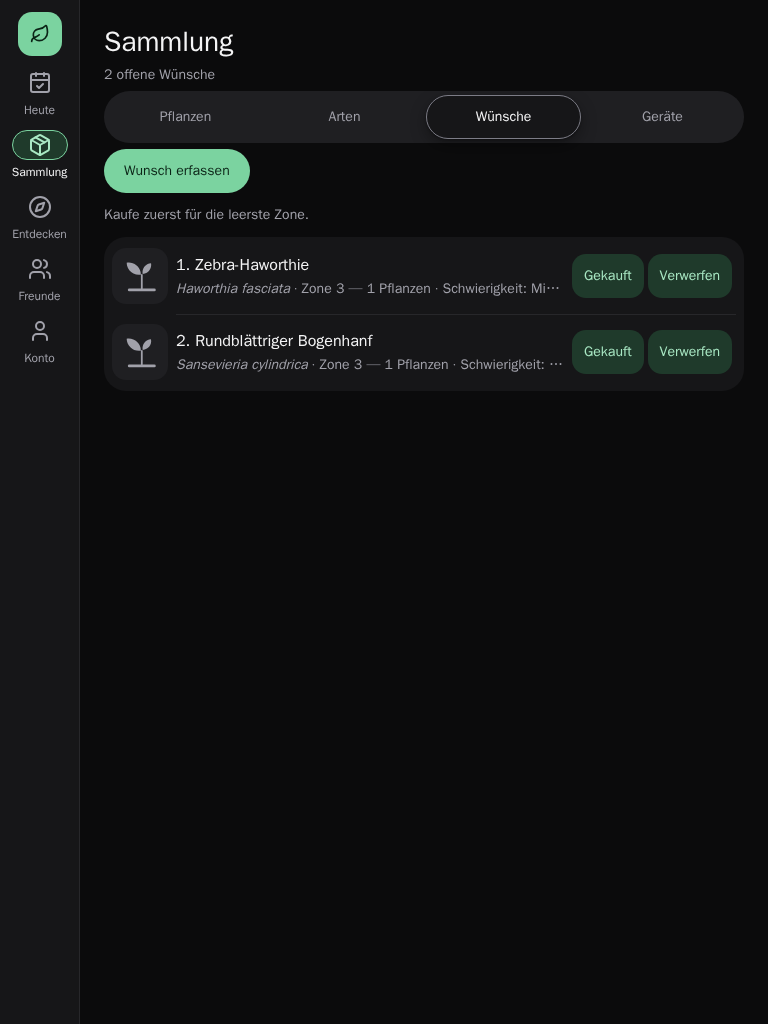 Heute
Sammlung
Entdecken
Freunde
Konto
Sammlung
2 offene Wünsche
Pflanzen
Arten
Wünsche
Geräte
Wunsch erfassen
Kaufe zuerst für die leerste Zone.
1. Zebra-Haworthie
Haworthia fasciata · Zone 3 — 1 Pflanzen · Schwierigkeit: Mi…
Gekauft
Verwerfen
2. Rundblättriger Bogenhanf
Sansevieria cylindrica · Zone 3 — 1 Pflanzen · Schwierigkeit: …
Gekauft
Verwerfen